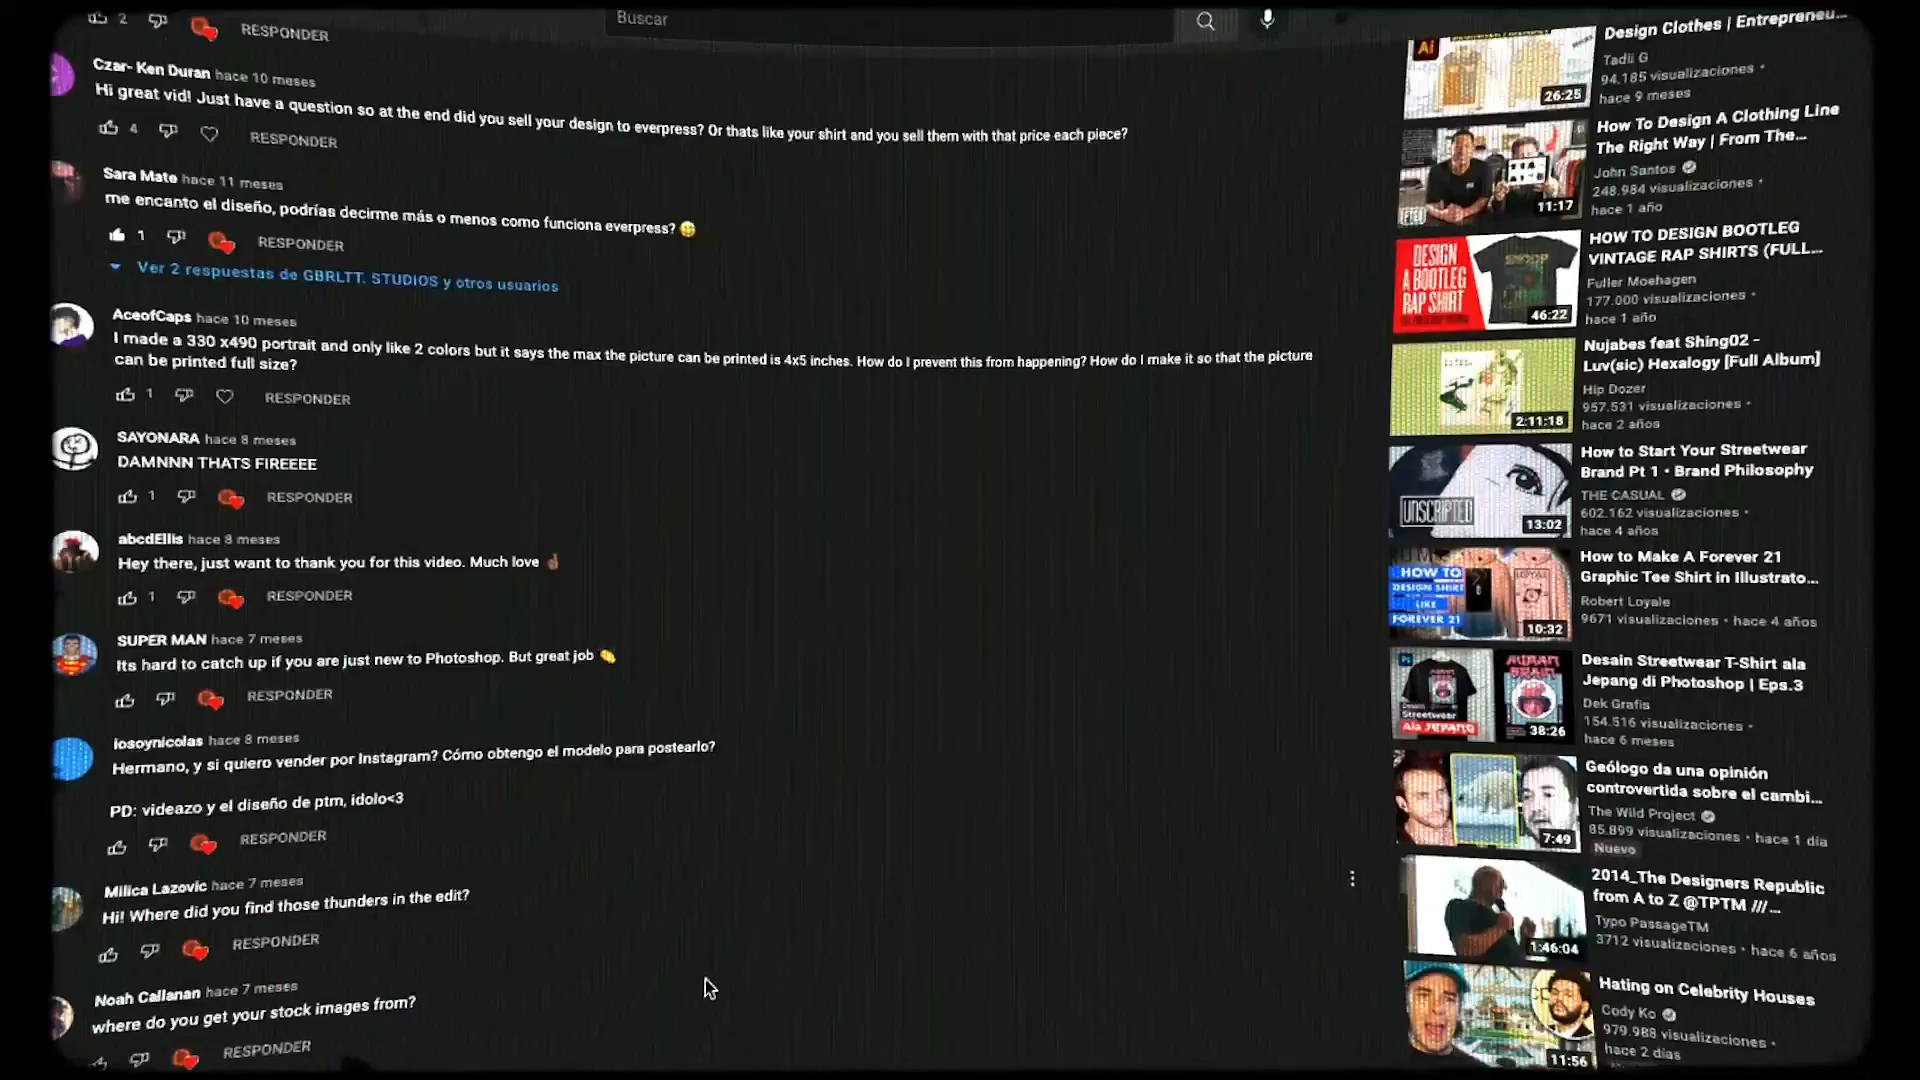 Buscar
2 RESPONDER
Czar- Ken Duran hace 10 meses
Hi great vid! Just have a question so at the end did you sell your design to everpress? Or thats like your shirt and you sell them with that price each piece?
4 RESPONDER
Sara Mate hace 11 meses
me encanto el diseño, podrías decirme más o menos como funciona everpress? 😄
1 RESPONDER
Ver 2 respuestas de GBRLTT. STUDIOS y otros usuarios
AceofCaps hace 10 meses
I made a 330 x490 portrait and only like 2 colors but it says the max the picture can be printed is 4x5 inches. How do I prevent this from happening? How do I make it so that the picture
can be printed full size?
1 RESPONDER
SAYONARA hace 8 meses
DAMNNN THATS FIREEEE
1 RESPONDER
abcdEllis hace 8 meses
Hey there, just want to thank you for this video. Much love
1 RESPONDER
SUPER MAN hace 7 meses
Its hard to catch up if you are just new to Photoshop. But great job
RESPONDER
iosoynicolas hace 8 meses
Hermano, y si quiero vender por Instagram? Cómo obtengo el modelo para postearlo?
PD: videazo y el diseño de ptm, idolo<3
RESPONDER
Milica Lazovic hace 7 meses
Hi! Where did you find those thunders in the edit?
RESPONDER
Noah Callanan hace 7 meses
where do you get your stock images from?
RESPONDER
Ai
26:25
Design Clothes | Entrepreneu...
Tadli G
94.185 visualizaciones •
hace 9 meses
11:17
How To Design A Clothing Line
The Right Way | From The...
John Santos
248.984 visualizaciones •
hace 1 año
DESIGN
A BOOTLEG
RAP SHIRT
46:22
HOW TO DESIGN BOOTLEG
VINTAGE RAP SHIRTS (FULL...
Fuller Moehagen
177.000 visualizaciones •
hace 1 año
2:11:18
Nujabes feat Shing02 -
Luv(sic) Hexalogy [Full Album]
Hip Dozer
957.531 visualizaciones •
hace 2 años
UNSCRIPTED
13:02
How to Start Your Streetwear
Brand Pt 1 • Brand Philosophy
THE CASUAL
602.162 visualizaciones •
hace 4 años
HOW TO
DESIGN SHIRT
LIKE
FOREVER 21
10:32
How to Make A Forever 21
Graphic Tee Shirt in Illustrato...
Robert Loyale
9671 visualizaciones • hace 4 años
Ps
Desain
Streetwear
Ala JEPANG
38:26
Desain Streetwear T-Shirt ala
Jepang di Photoshop | Eps.3
Dek Grafis
154.516 visualizaciones •
hace 6 meses
7:49
Geólogo da una opinión
controvertida sobre el cambi...
The Wild Project
85.899 visualizaciones • hace 1 día
Nuevo
1:46:04
2014_The Designers Republic
from A to Z @TPTM ///...
Typo PassageTM
3712 visualizaciones • hace 6 años
11:56
Hating on Celebrity Houses
Cody Ko
979.988 visualizaciones •
hace 2 días